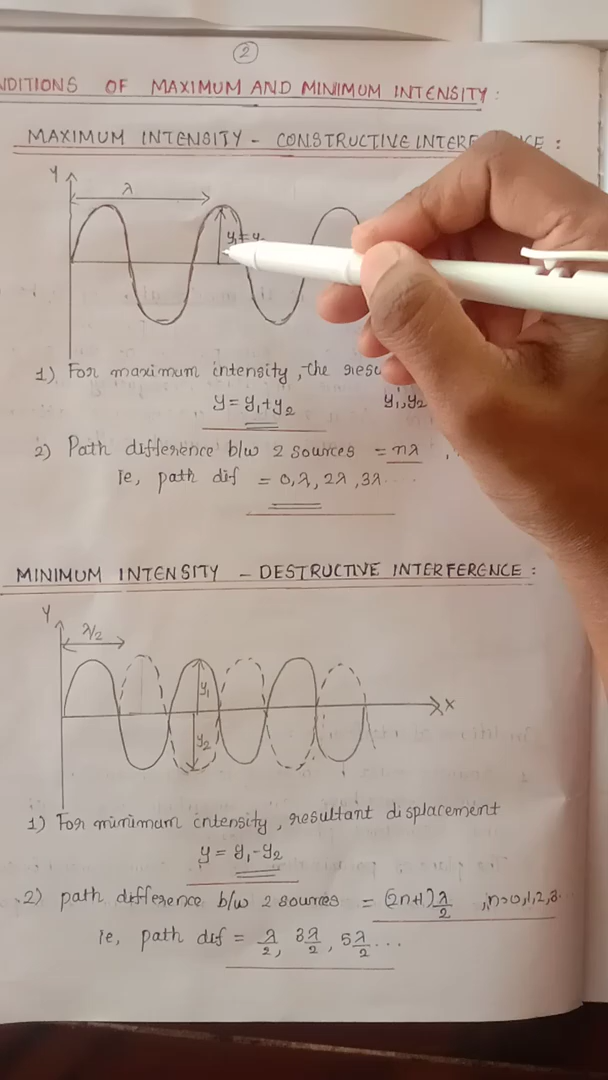 2
NDITIONS OF MAXIMUM AND MINIMUM INTENSITY:
MAXIMUM INTENSITY - CONSTRUCTIVE INTERF CE :
Y
λ
y₁=y
1) For maximum intensity, the resu
y = y₁+y₂ y₁,y₂
2) Path difference b/w 2 sources = nλ ,
Ie, path dif = 0,λ, 2λ, 3λ...
MINIMUM INTENSITY - DESTRUCTIVE INTERFERENCE :
Y
λ/2
y₁
X
y₂
1) For minimum intensity, resultant displacement
y = y₁-y₂
2) path difference b/w 2 sources = (2n+1)λ/2 , n=0,1,2,3.
Ie, path dif = λ/2, 3λ/2, 5λ/2 ...